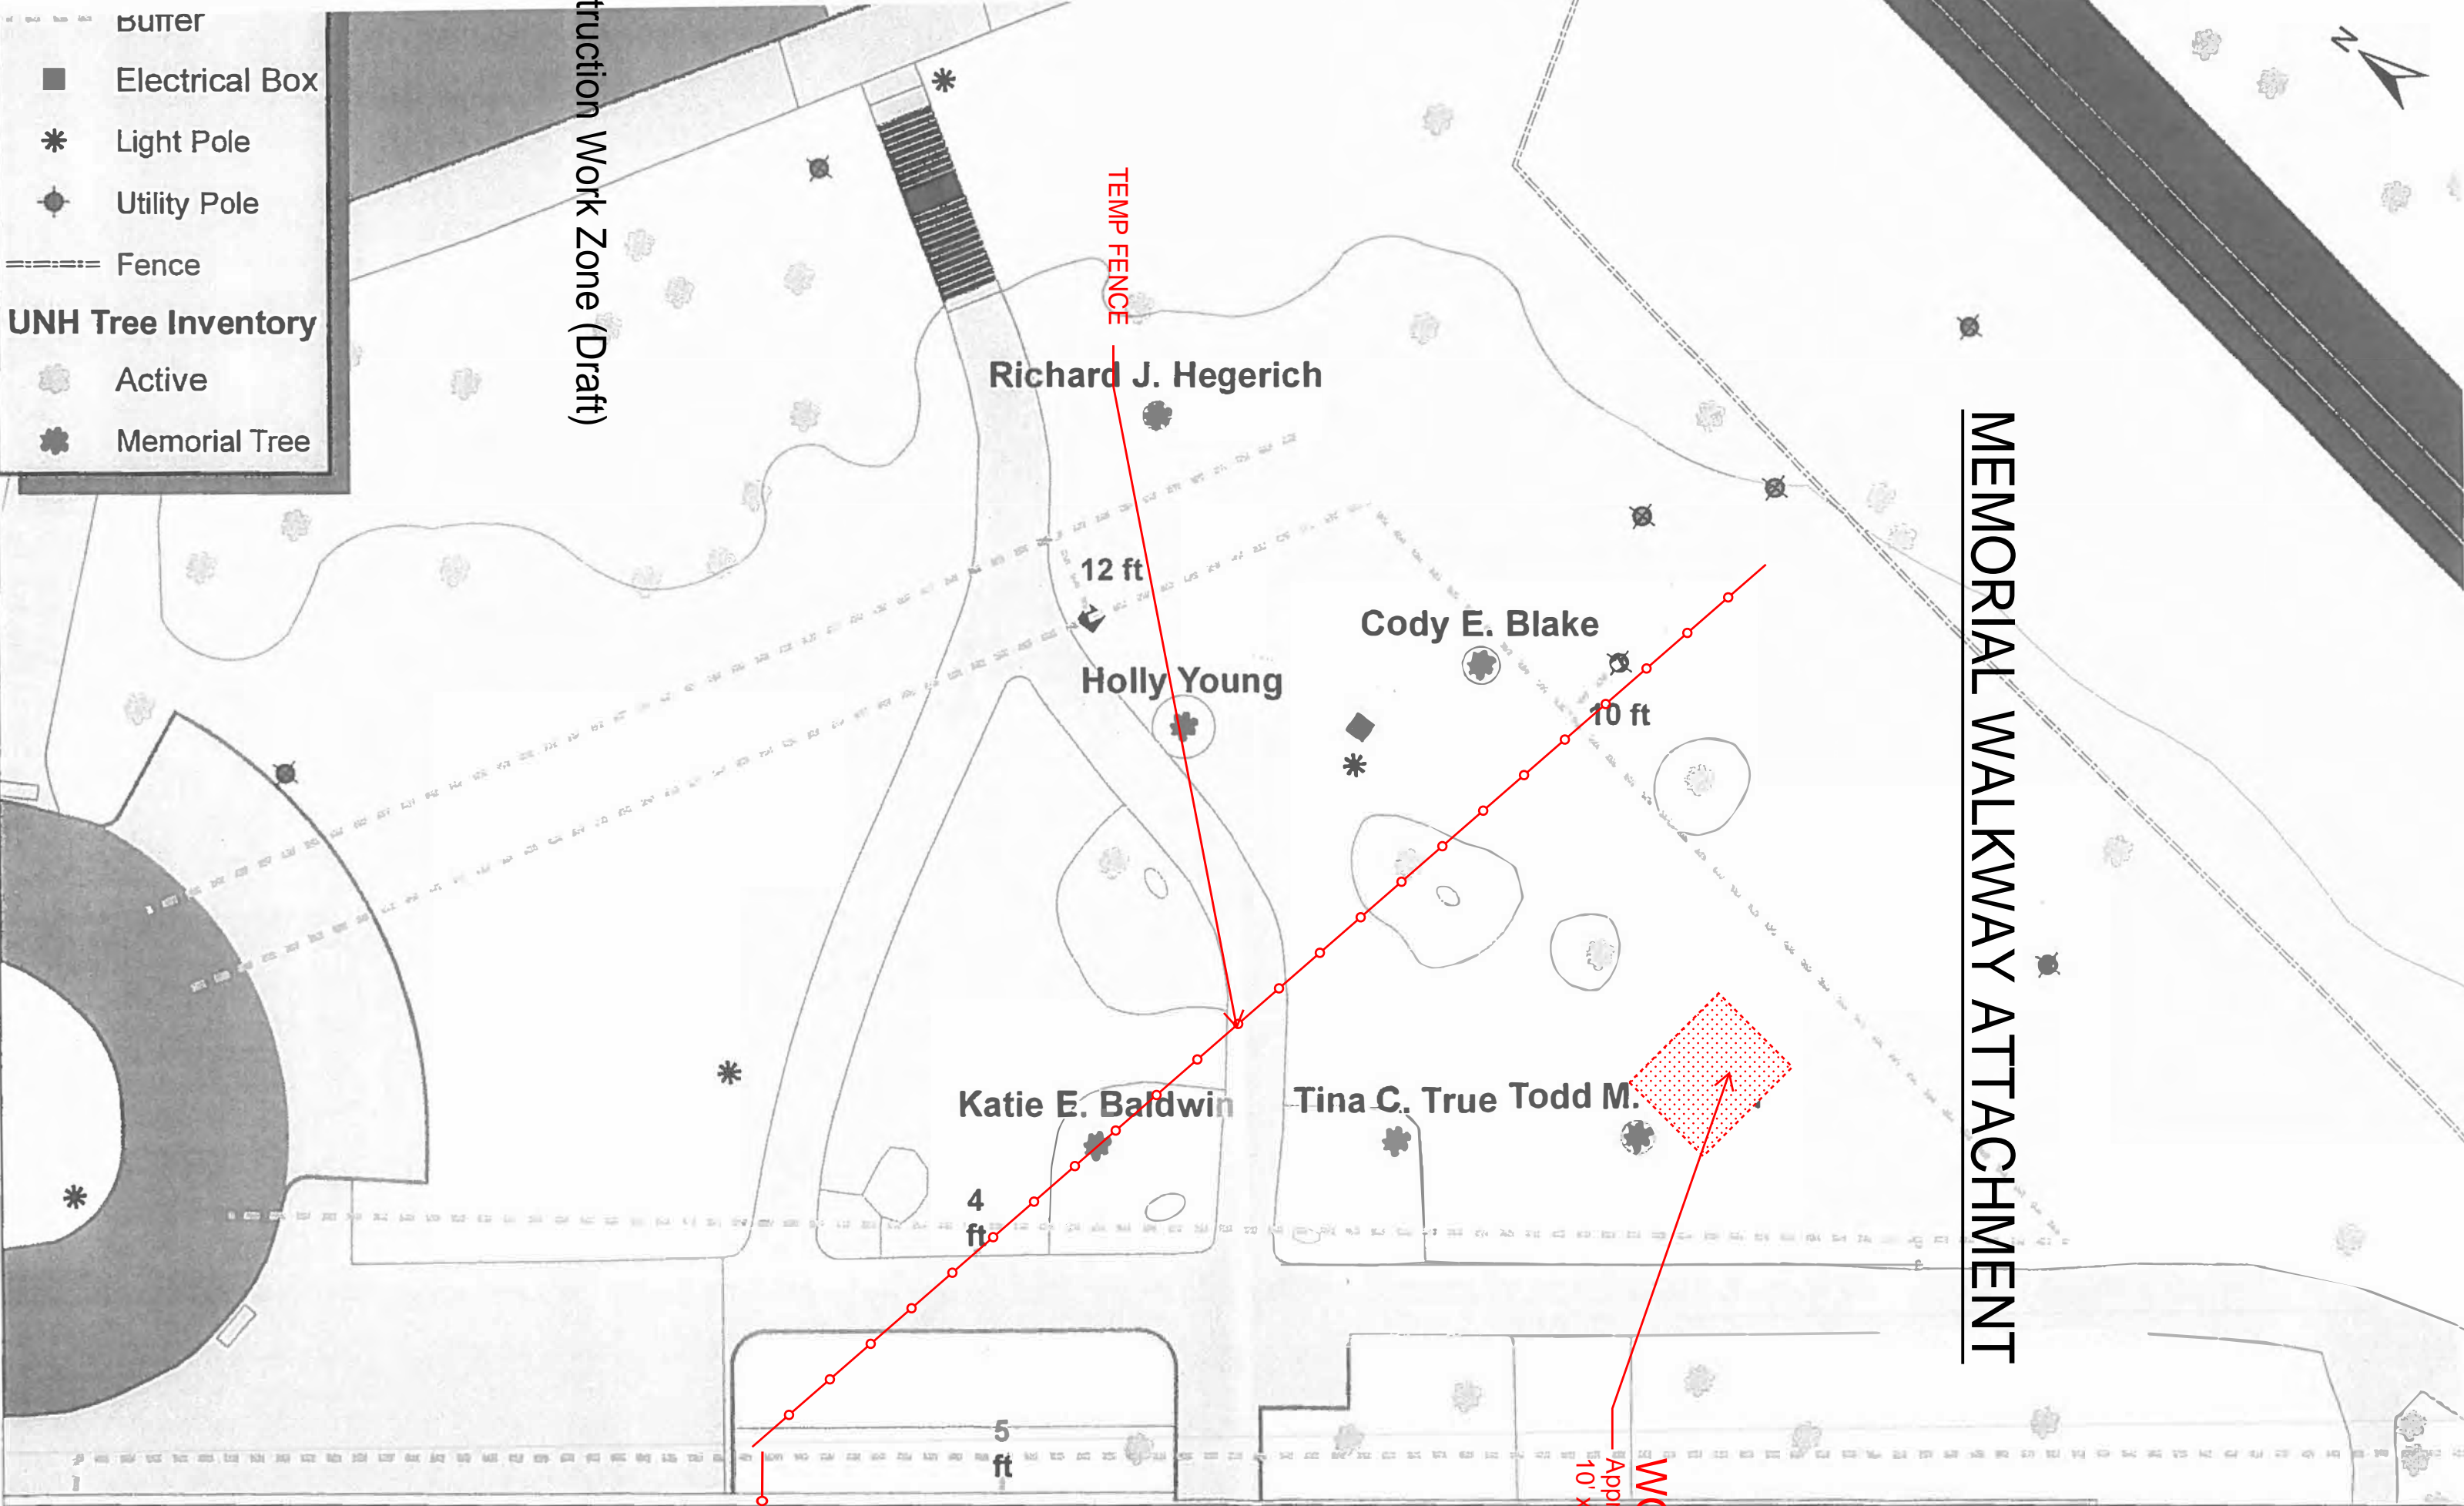 Buffer
Electrical Box
Light Pole
Utility Pole
Fence
UNH Tree Inventory
Active
Memorial Tree
Work Zone (Draft)
N
TEMP FENCE
Richard J. Hegerich
12 ft
Cody E. Blake
Holly Young
10 ft
MEMORIAL WALKWAY ATTACHMENT
Katie E. Baldwin
Tina C. True
Todd M.
4
ft
5
ft
10' x